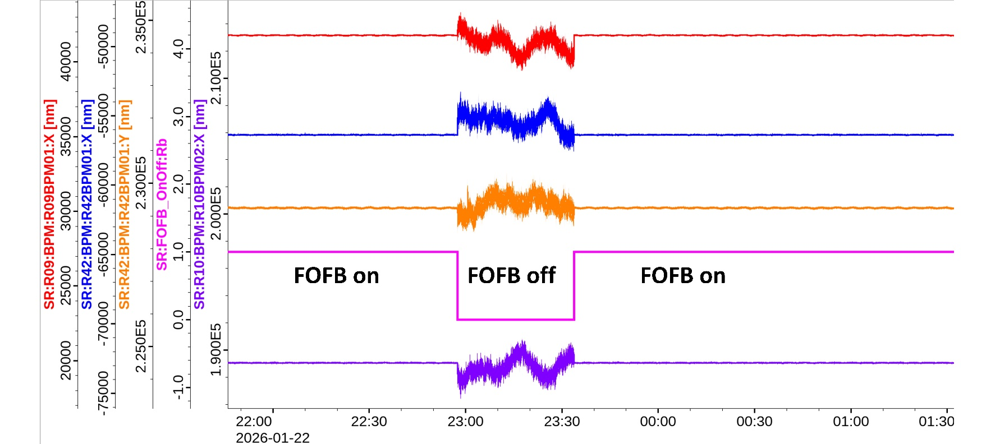 SR:R09:BPM:R09BPM01:X [nm]
20000 25000 30000 35000 40000
SR:R42:BPM:R42BPM01:X [nm]
-75000 -70000 -65000 -60000 -55000 -50000
SR:R42:BPM:R42BPM01:Y [nm]
2.250E5 2.300E5 2.350E5
SR:FOFB_OnOff:Rb
-1.0 0.0 1.0 2.0 3.0 4.0
SR:R10:BPM:R10BPM02:X [nm]
1.900E5 2.000E5 2.100E5
FOFB on FOFB off FOFB on
22:00 22:30 23:00 23:30 00:00 00:30 01:00 01:30
2026-01-22